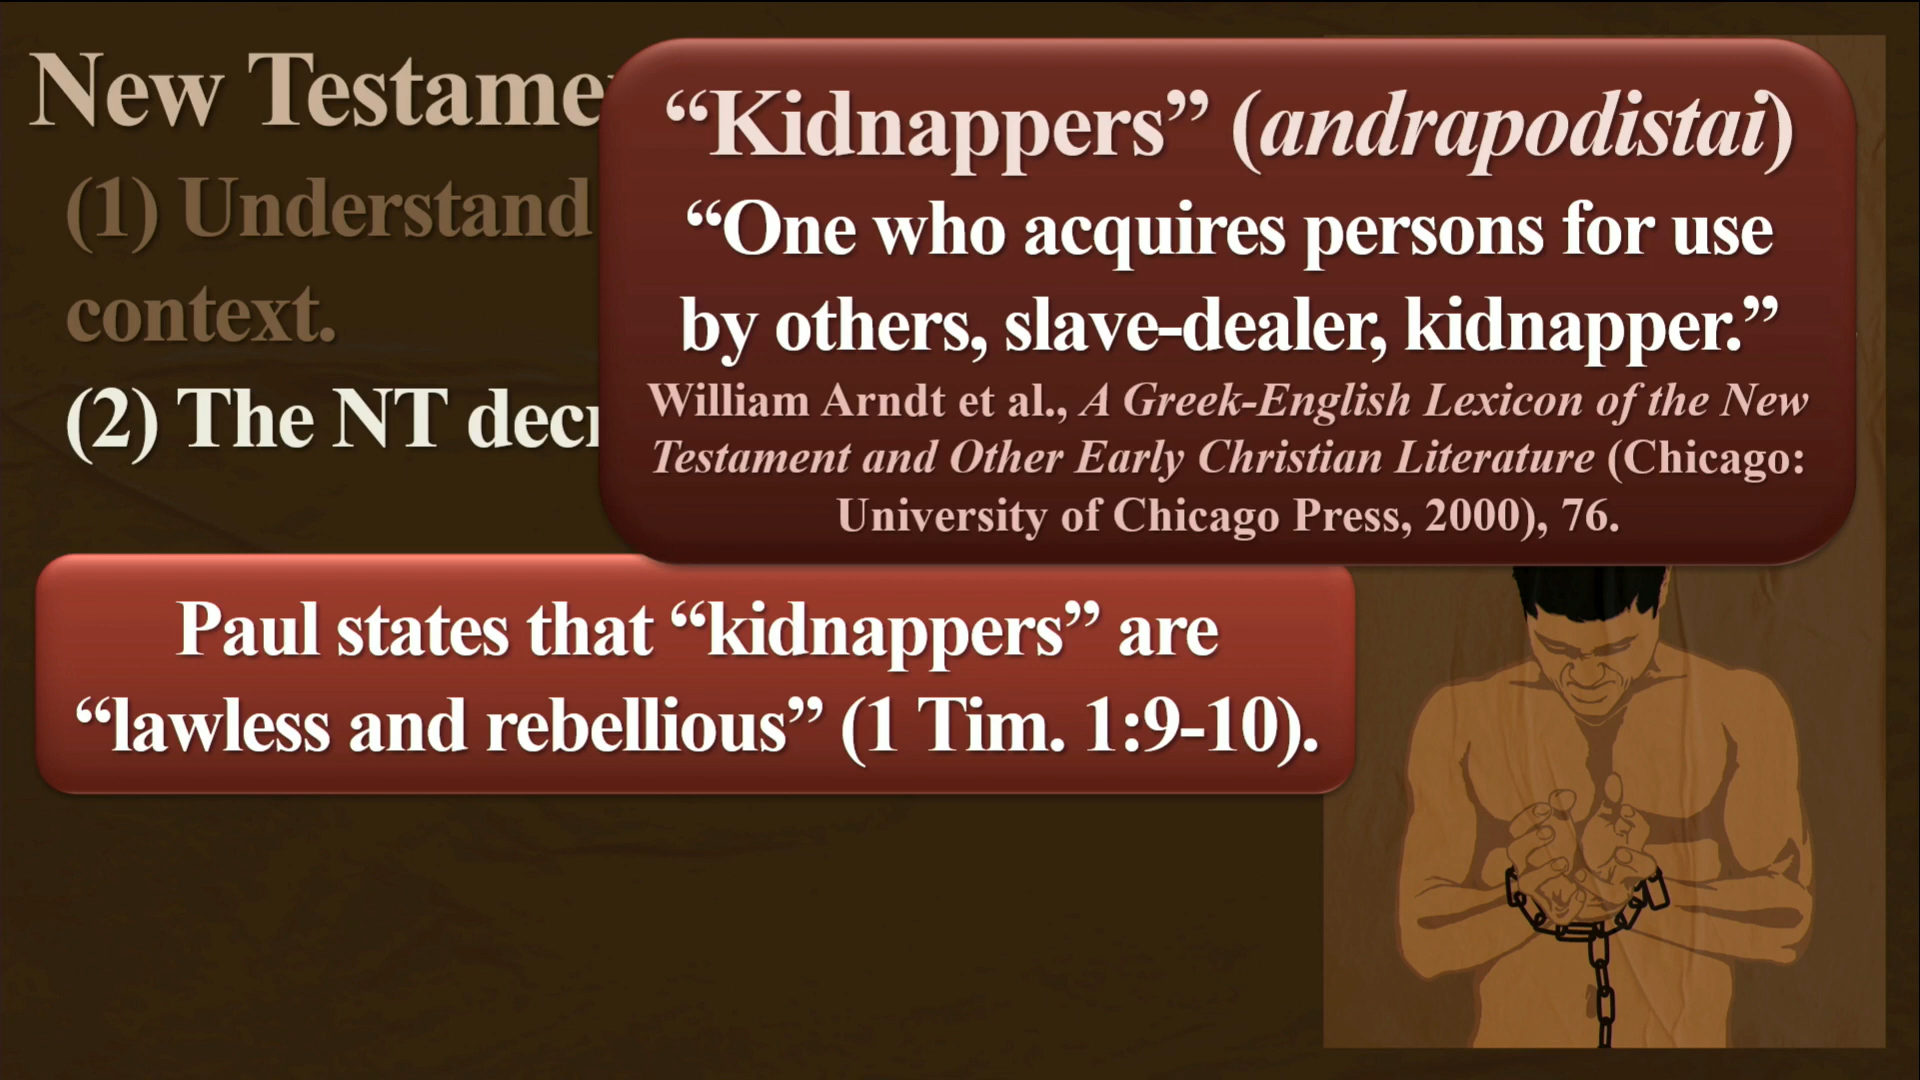 New Testame
(1) Understand
context.
(2) The NT dec
“Kidnappers” (andrapodistai)
“One who acquires persons for use
by others, slave-dealer, kidnapper.”
William Arndt et al., A Greek-English Lexicon of the New
Testament and Other Early Christian Literature (Chicago:
University of Chicago Press, 2000), 76.
Paul states that “kidnappers” are
“lawless and rebellious” (1 Tim. 1:9-10).